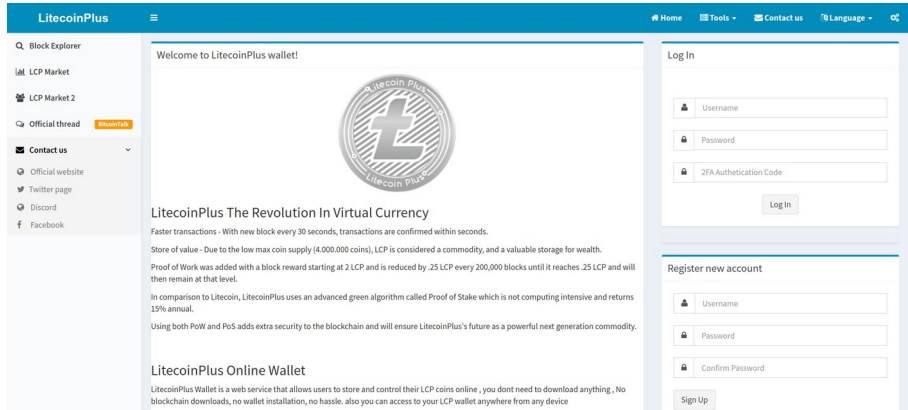 LitecoinPlus
Home
Tools
Contact us
Language
Block Explorer
LCP Market
LCP Market 2
Official thread
BitcoinTalk
Contact us
Official website
Twitter page
Discord
Facebook
Welcome to LitecoinPlus wallet!
Litecoin Plus
Litecoin Plus
LitecoinPlus The Revolution In Virtual Currency
Faster transactions - With new block every 30 seconds, transactions are confirmed within seconds.
Store of value - Due to the low max coin supply (4.000.000 coins), LCP is considered a commodity, and a valuable storage for wealth.
Proof of Work was added with a block reward starting at 2 LCP and is reduced by .25 LCP every 200,000 blocks until it reaches .25 LCP and will
then remain at that level.
In comparison to Litecoin, LitecoinPlus uses an advanced green algorithm called Proof of Stake which is not computing intensive and returns
15% annual.
Using both PoW and PoS adds extra security to the blockchain and will ensure LitecoinPlus's future as a powerful next generation commodity.
LitecoinPlus Online Wallet
LitecoinPlus Wallet is a web service that allows users to store and control their LCP coins online , you dont need to download anything , No
blockchain downloads, no wallet installation, no hassle. also you can access to your LCP wallet anywhere from any device
Log In
Username
Password
2FA Authetication Code
Log In
Register new account
Username
Password
Confirm Password
Sign Up